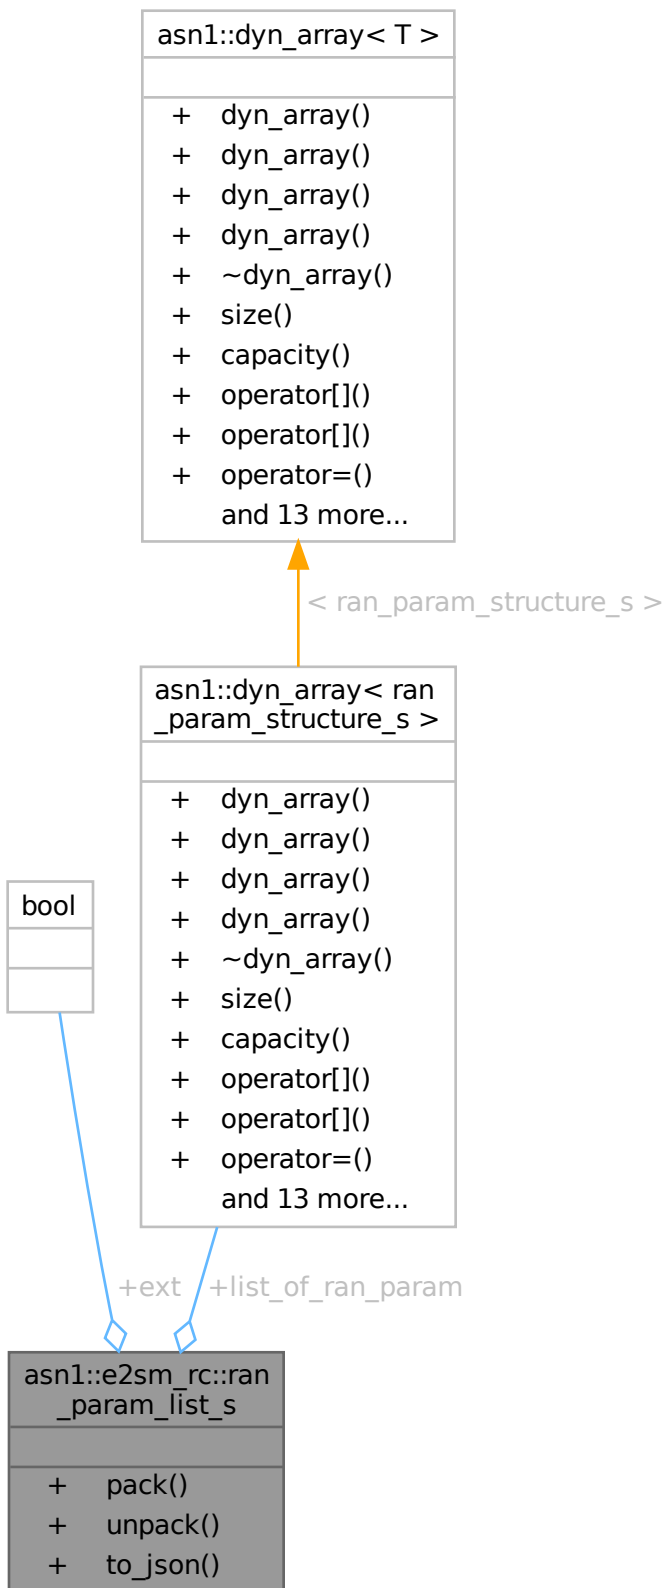 asn1::dyn_array< T >
+ dyn_array()
+ dyn_array()
+ dyn_array()
+ dyn_array()
+ ~dyn_array()
+ size()
+ capacity()
+ operator[]()
+ operator[]()
+ operator=()
and 13 more...
< ran_param_structure_s >
asn1::dyn_array< ran
_param_structure_s >
+ dyn_array()
+ dyn_array()
+ dyn_array()
+ dyn_array()
+ ~dyn_array()
+ size()
+ capacity()
+ operator[]()
+ operator[]()
+ operator=()
and 13 more...
bool
+ext
+list_of_ran_param
asn1::e2sm_rc::ran
_param_list_s
+ pack()
+ unpack()
+ to_json()